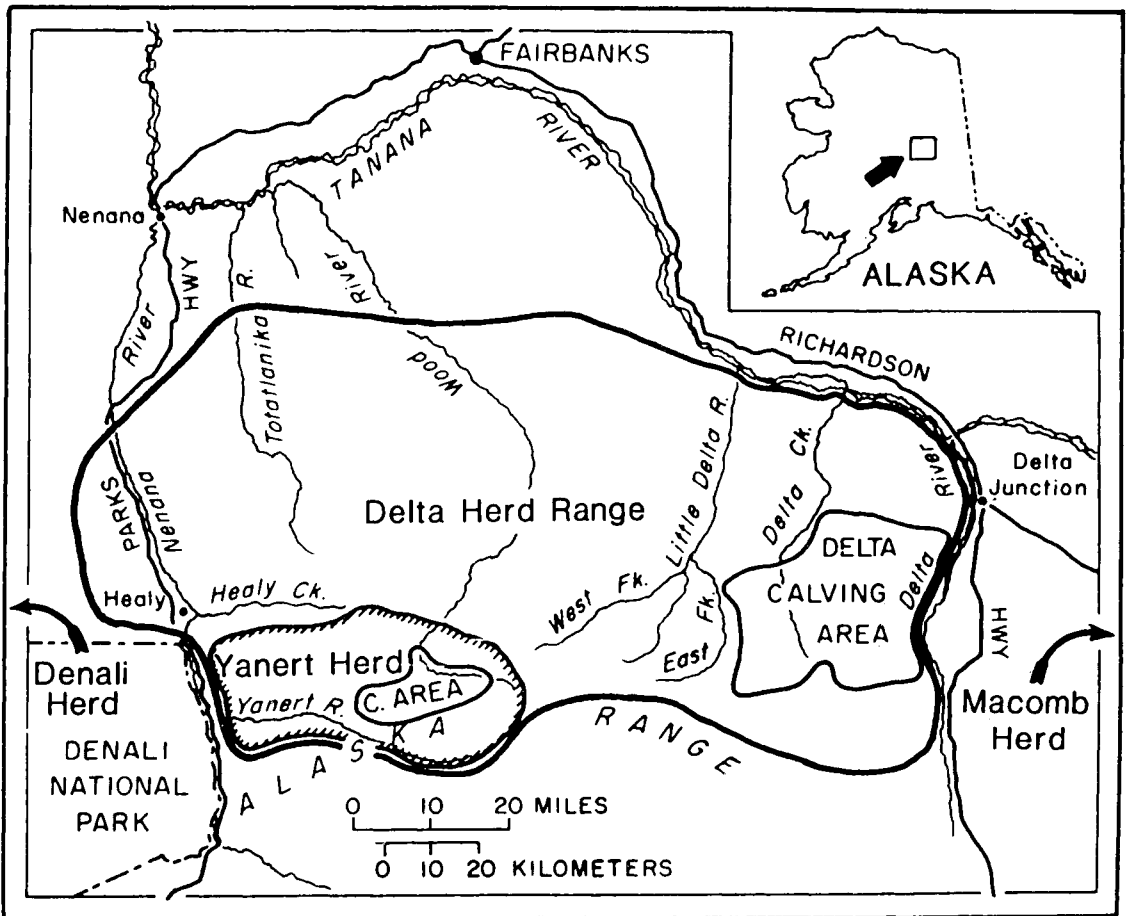 FAIRBANKS
TANANA
RIVER
ALASKA
Nenana
River
HWY
Totatlanika R.
Wood River
RICHARDSON
HWY
Delta
Junction
PARKS
Nenana
Delta Herd Range
Little Delta R.
Delta Ck.
Delta River
DELTA
CALVING
AREA
Healy
Healy Ck.
West Fk.
East Fk.
Yanert Herd
C. AREA
Yanert R.
Denali
Herd
Macomb
Herd
DENALI
NATIONAL
PARK
ALASKA RANGE
0 10 20 MILES
0 10 20 KILOMETERS